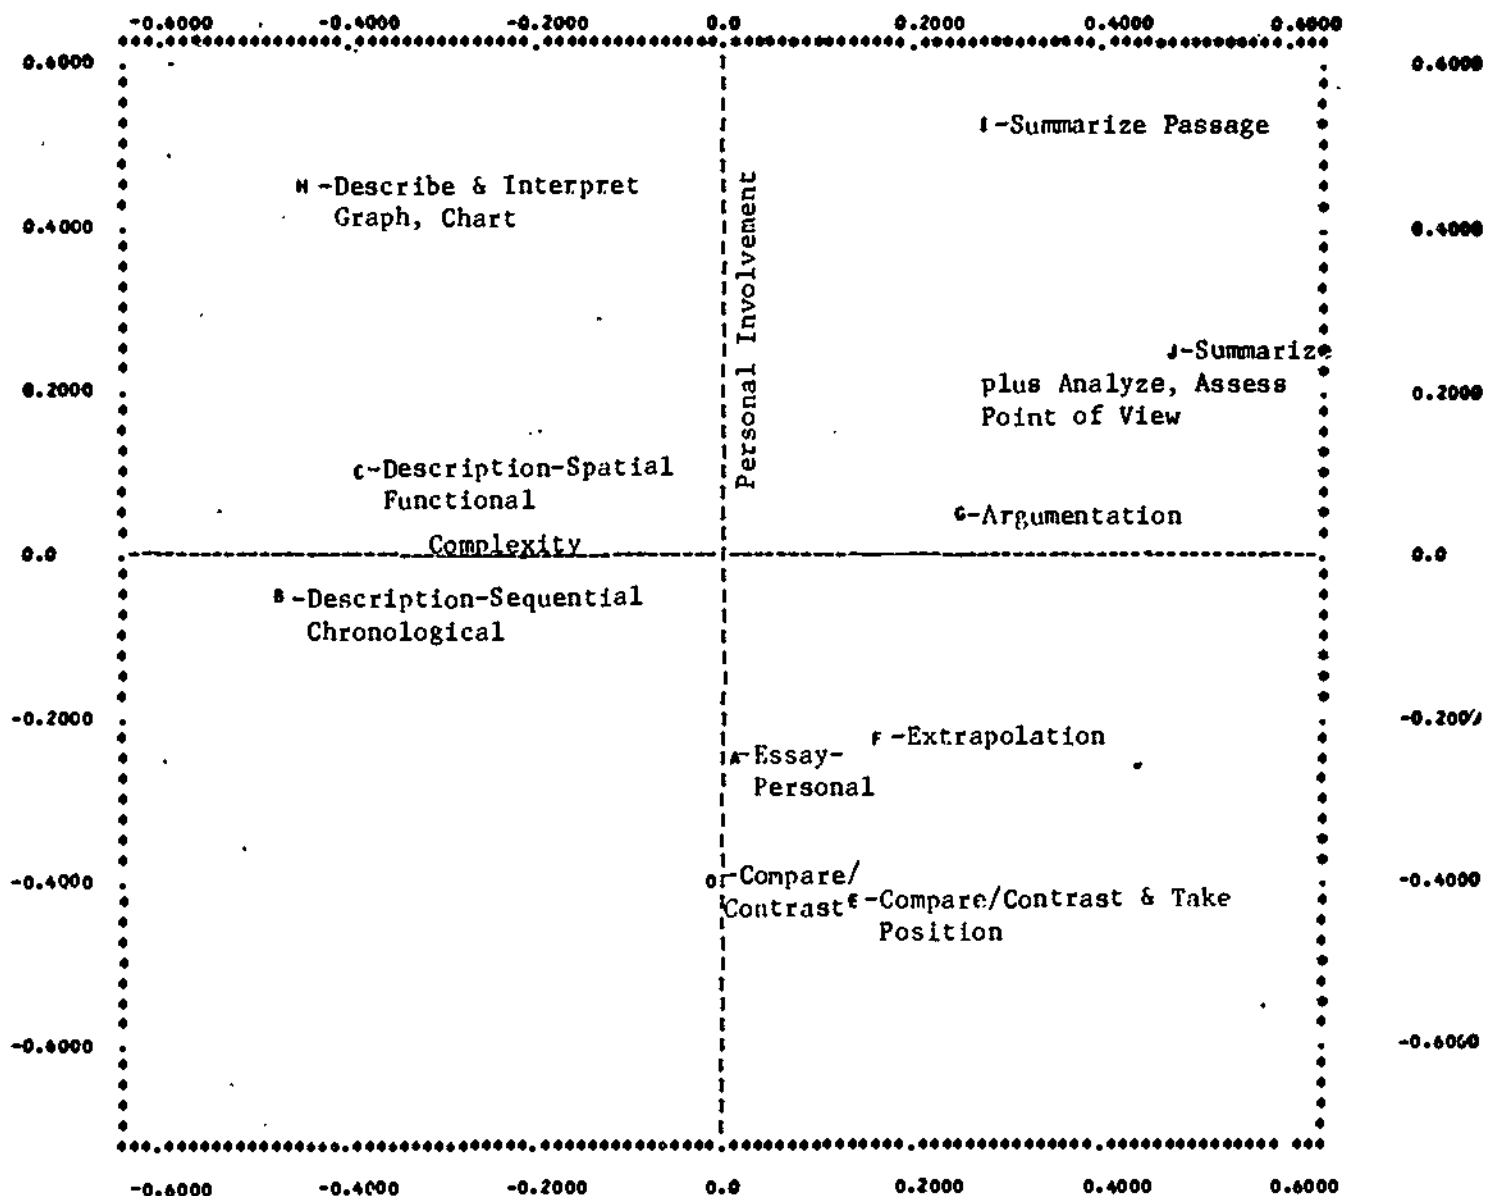 -0.6000 -0.4000 -0.2000 0.0 0.2000 0.4000 0.6000
0.6000 0.6000
I-Summarize Passage
H-Describe & Interpret
Graph, Chart
0.4000 0.4000
Personal Involvement
J-Summarize
plus Analyze, Assess
Point of View
0.2000 0.2000
C-Description-Spatial
Functional
G-Argumentation
Complexity
0.0 0.0
B-Description-Sequential
Chronological
-0.2000 -0.2000
F-Extrapolation
A-Essay-
Personal
-0.4000 -0.4000
D-Compare/
Contrast
E-Compare/Contrast & Take
Position
-0.6000 -0.6000
-0.6000 -0.4000 -0.2000 0.0 0.2000 0.4000 0.6000